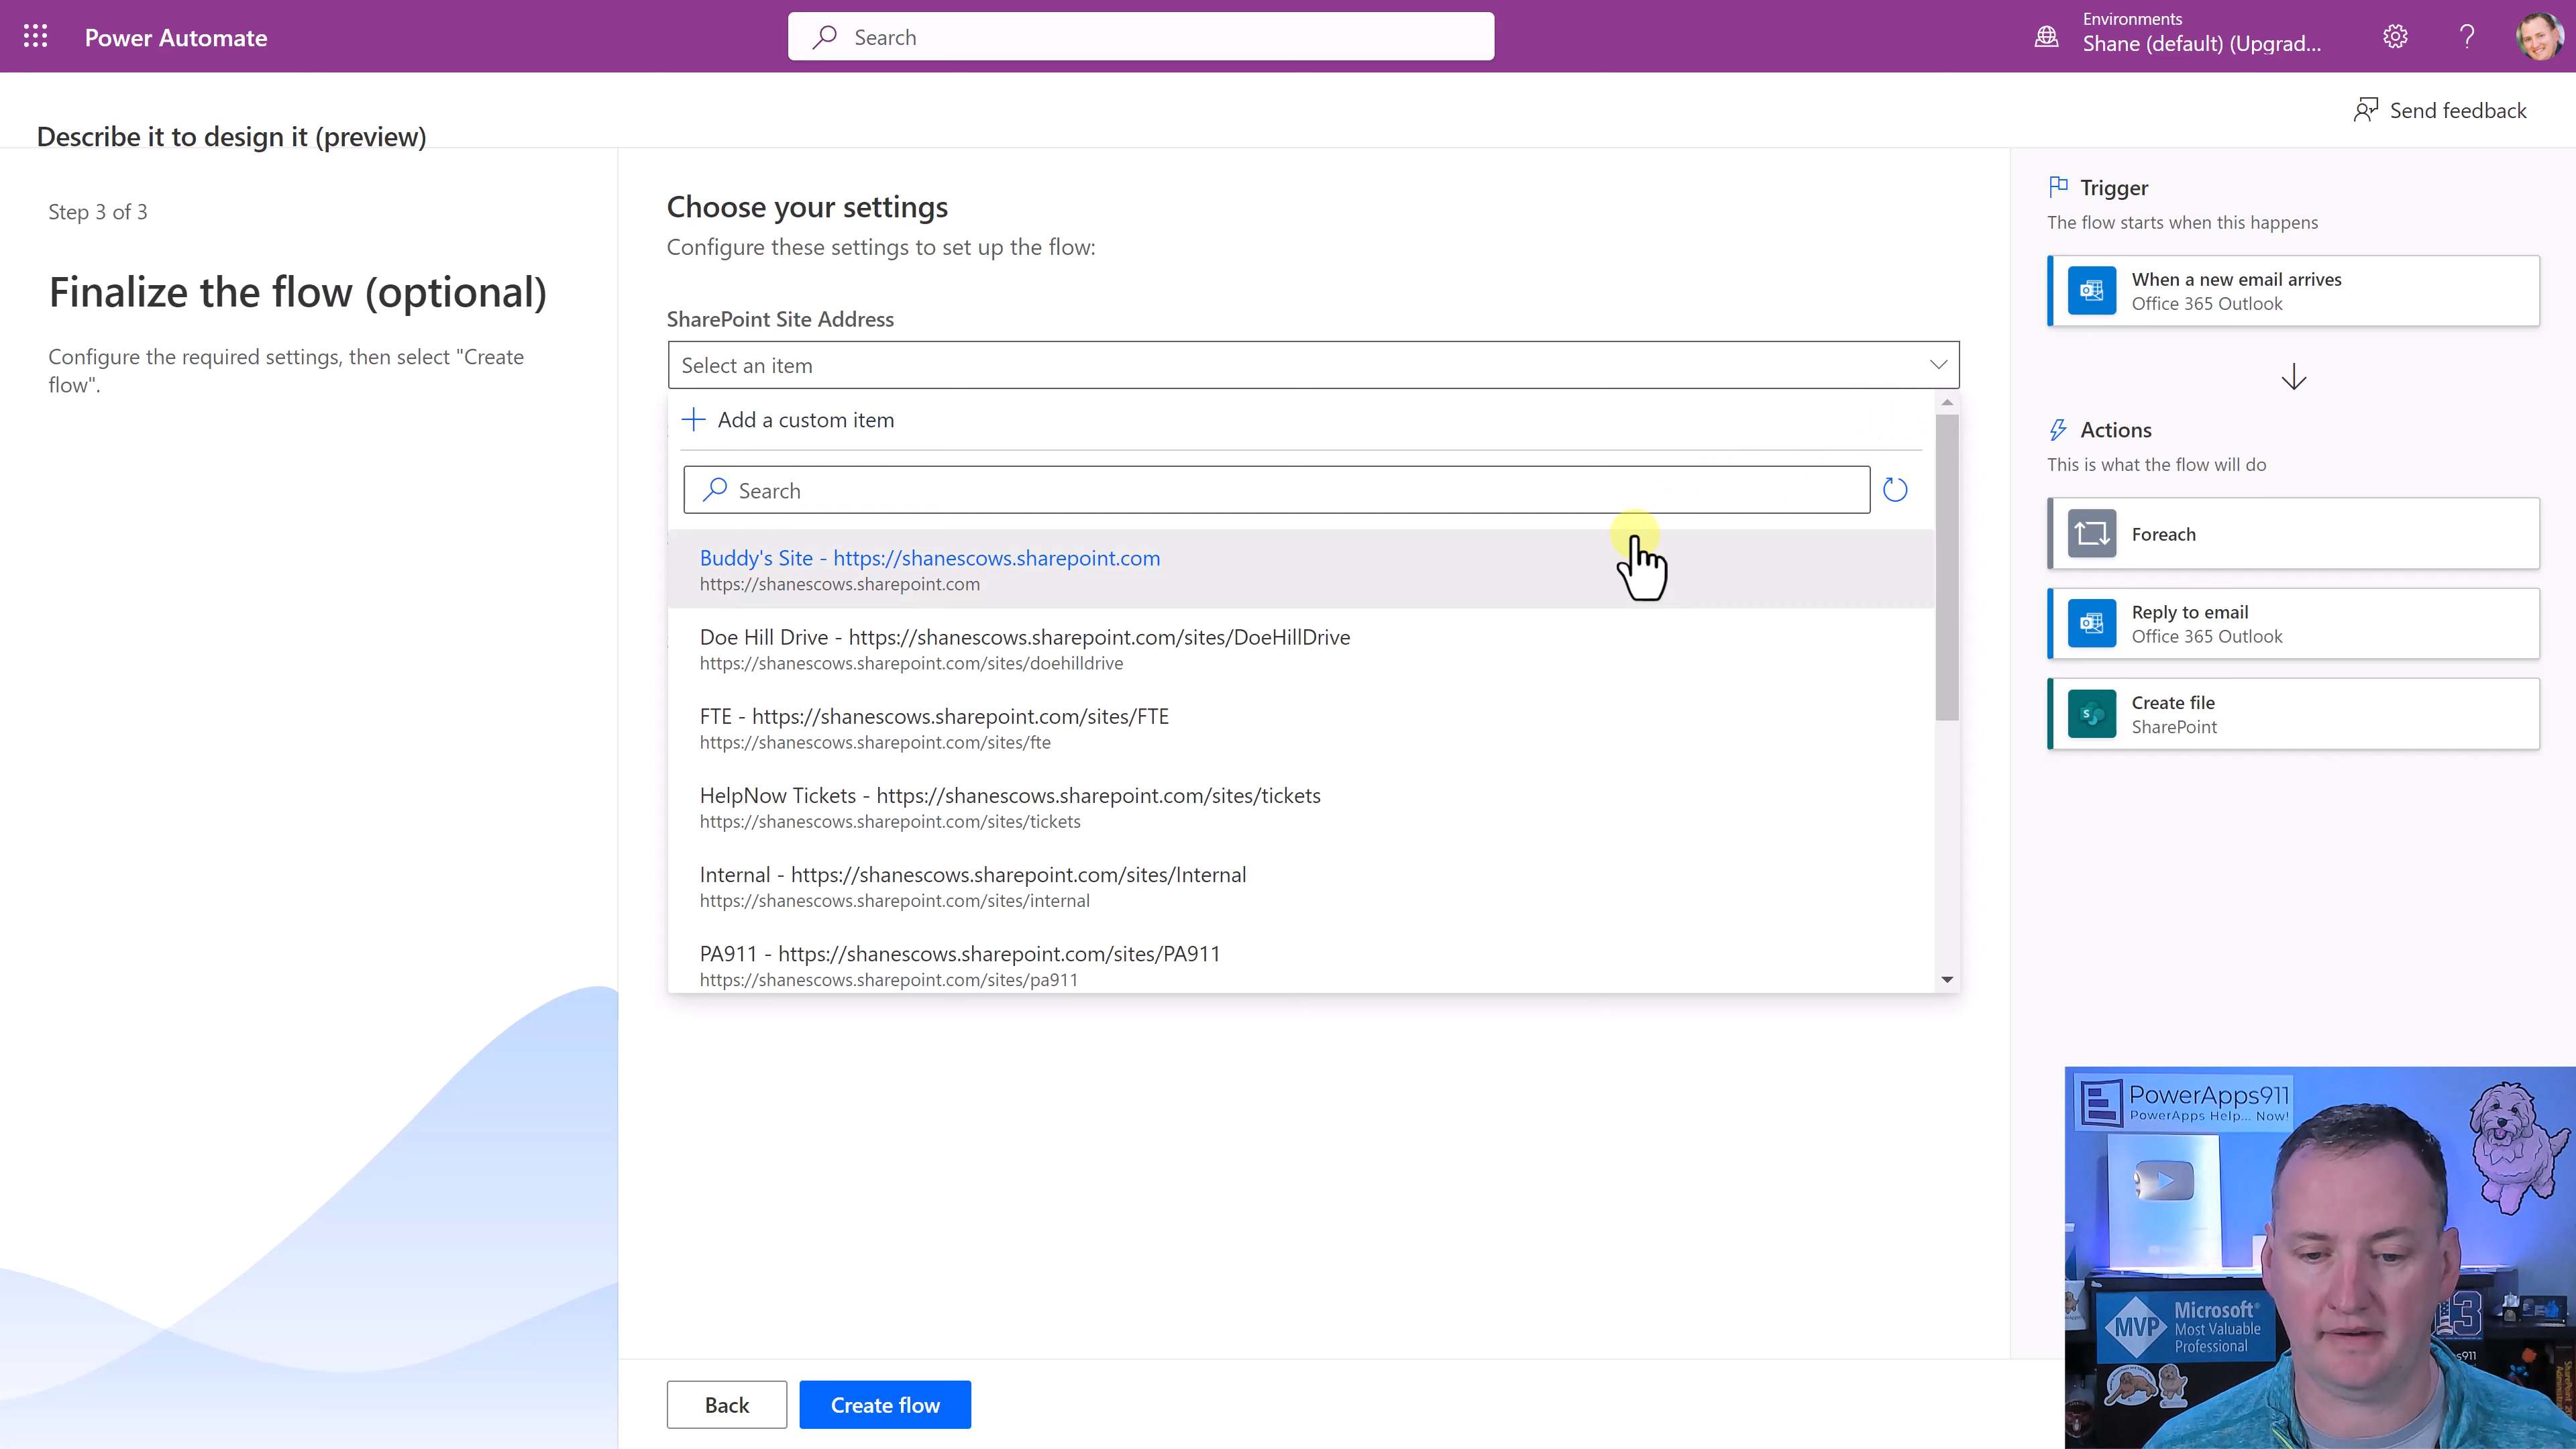 Power Automate
Search
Environments
Shane (default) (Upgrad...
Send feedback
Describe it to design it (preview)
Step 3 of 3
Finalize the flow (optional)
Configure the required settings, then select "Create
flow".
Choose your settings
Configure these settings to set up the flow:
SharePoint Site Address
Select an item
Add a custom item
Search
Buddy's Site - https://shanescows.sharepoint.com
https://shanescows.sharepoint.com
Doe Hill Drive - https://shanescows.sharepoint.com/sites/DoeHillDrive
https://shanescows.sharepoint.com/sites/doehilldrive
FTE - https://shanescows.sharepoint.com/sites/FTE
https://shanescows.sharepoint.com/sites/fte
HelpNow Tickets - https://shanescows.sharepoint.com/sites/tickets
https://shanescows.sharepoint.com/sites/tickets
Internal - https://shanescows.sharepoint.com/sites/Internal
https://shanescows.sharepoint.com/sites/internal
PA911 - https://shanescows.sharepoint.com/sites/PA911
https://shanescows.sharepoint.com/sites/pa911
Back
Create flow
Trigger
The flow starts when this happens
When a new email arrives
Office 365 Outlook
Actions
This is what the flow will do
Foreach
Reply to email
Office 365 Outlook
Create file
SharePoint
PowerApps911
PowerApps Help... Now!
MVP
Microsoft®
Most Valuable
Professional
13